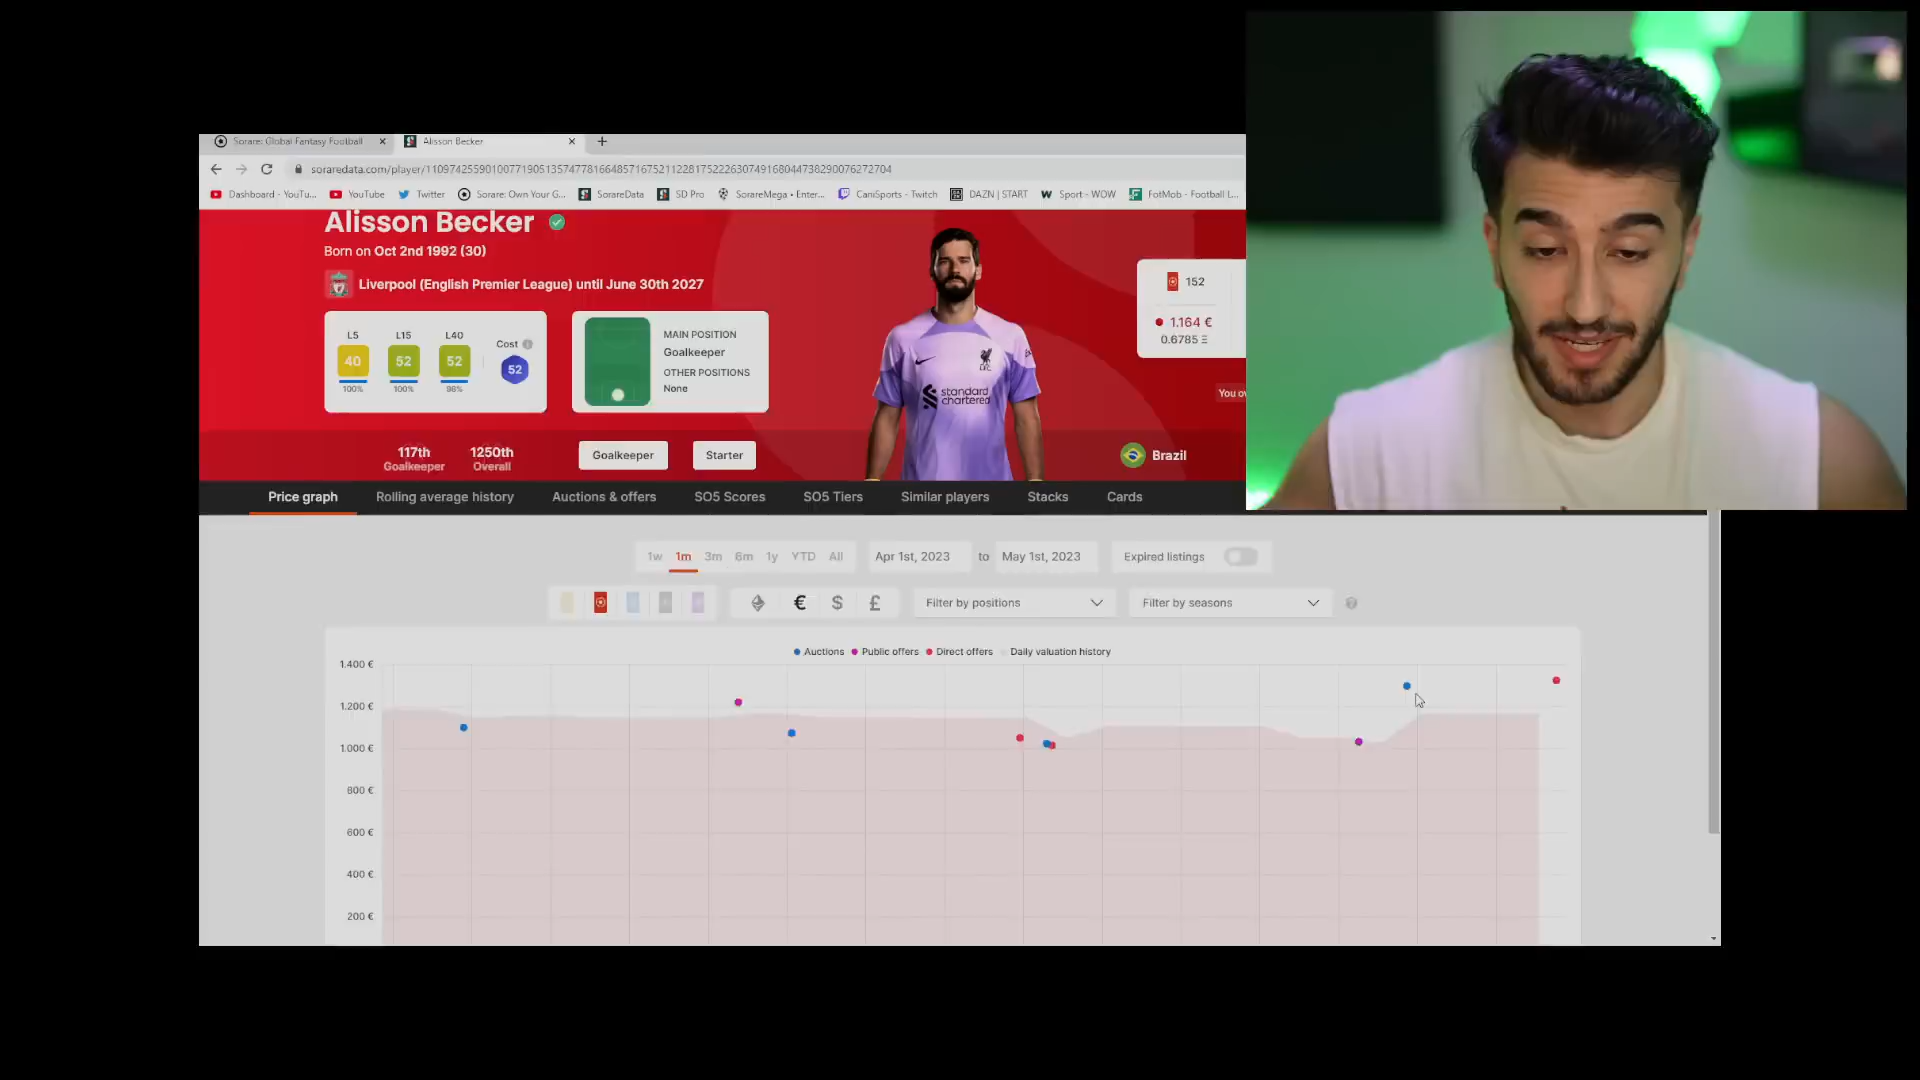 Sorare: Global Fantasy Football
Alisson Becker
soraredata.com/player/110974255901007719051357477816648571675211228175222630749168044738290076272704
Dashboard - YouTu...
YouTube
Twitter
Sorare: Own Your G...
SorareData
SD Pro
SorareMega • Enter...
CaniSports - Twitch
DAZN | START
Sport - WOW
FotMob - Football L...
Alisson Becker
Born on Oct 2nd 1992 (30)
Liverpool (English Premier League) until June 30th 2027
L5 L15 L40
Cost
40 52 52
52
100% 100% 98%
MAIN POSITION
Goalkeeper
OTHER POSITIONS
None
standard
chartered
152
1.164 €
0.6785 Ξ
You ov
117th
Goalkeeper
1250th
Overall
Goalkeeper
Starter
Brazil
Price graph
Rolling average history
Auctions & offers
SO5 Scores
SO5 Tiers
Similar players
Stacks
Cards
1w 1m 3m 6m 1y YTD All
Apr 1st, 2023 to May 1st, 2023
Expired listings
€ $ £
Filter by positions
Filter by seasons
Auctions Public offers Direct offers Daily valuation history
1.400 €
1.200 €
1.000 €
800 €
600 €
400 €
200 €